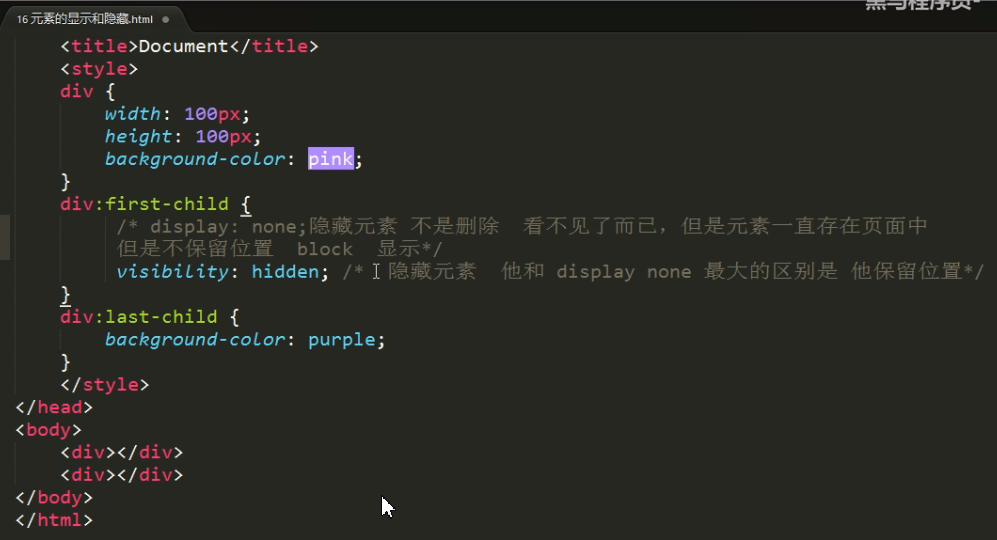 黑马程序员-
16 元素的显示和隐藏.html
<title>Document</title>
<style>
div {
width: 100px;
height: 100px;
background-color: pink;
}
div:first-child {
/* display: none;隐藏元素 不是删除 看不见了而已，但是元素一直存在页面中
但是不保留位置 block 显示*/
visibility: hidden; /* 隐藏元素 他和 display none 最大的区别是 他保留位置*/
}
div:last-child {
background-color: purple;
}
</style>
</head>
<body>
<div></div>
<div></div>
</body>
</html>